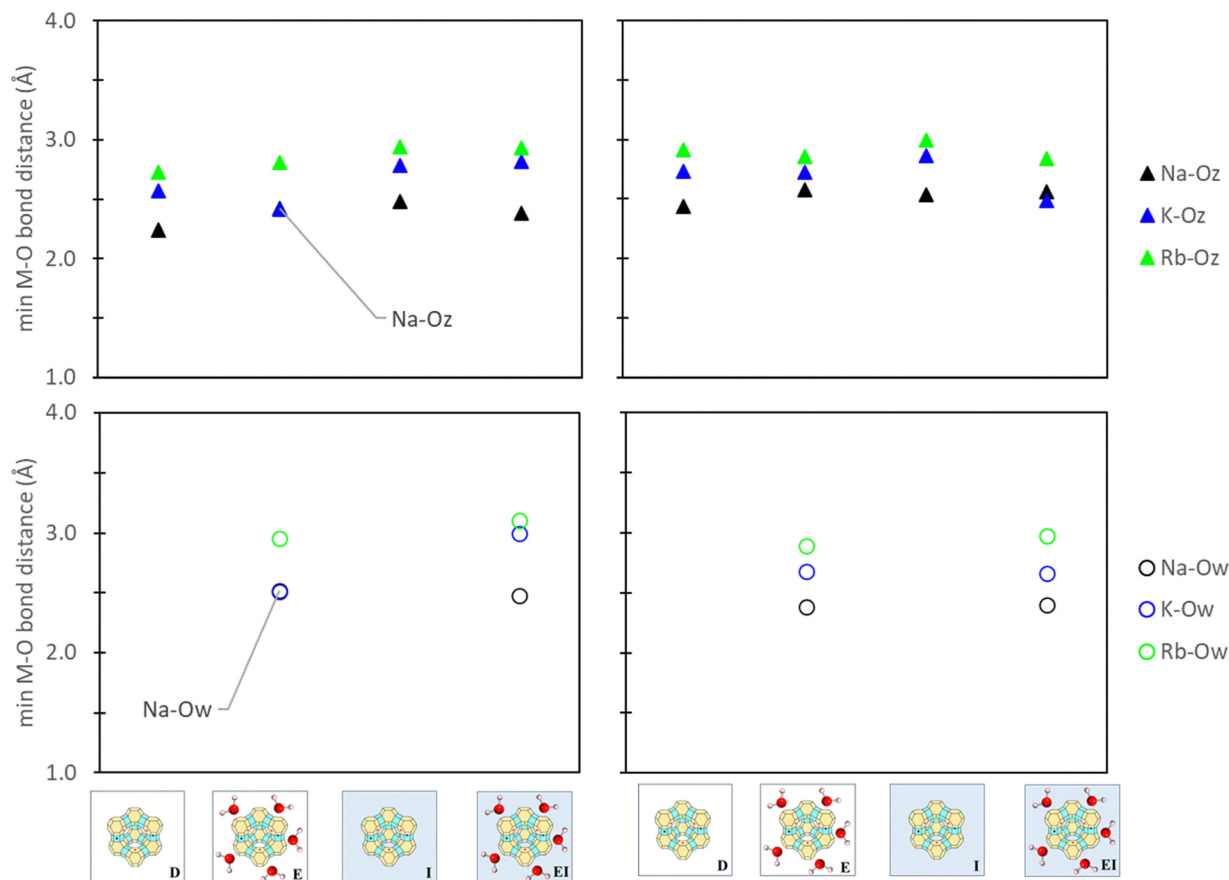 min M-O bond distance (Å)
4.0
3.0
2.0
1.0
Na-Oz
Na-Oz
K-Oz
Rb-Oz
min M-O bond distance (Å)
4.0
3.0
2.0
1.0
Na-Ow
Na-Ow
K-Ow
Rb-Ow
D
E
I
EI
D
E
I
EI